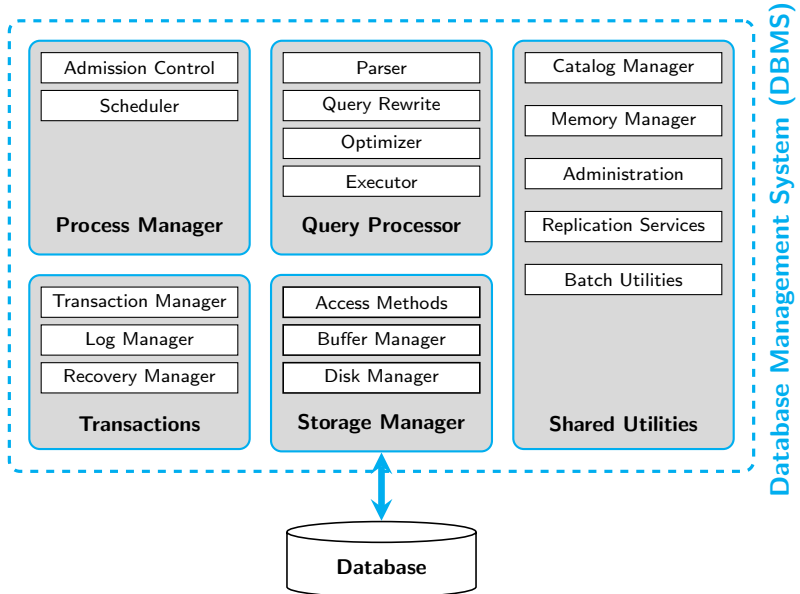 Admission Control
Scheduler
Process Manager
Parser
Query Rewrite
Optimizer
Executor
Query Processor
Catalog Manager
Memory Manager
Administration
Replication Services
Batch Utilities
Shared Utilities
Transaction Manager
Log Manager
Recovery Manager
Transactions
Access Methods
Buffer Manager
Disk Manager
Storage Manager
Database Management System (DBMS)
Database